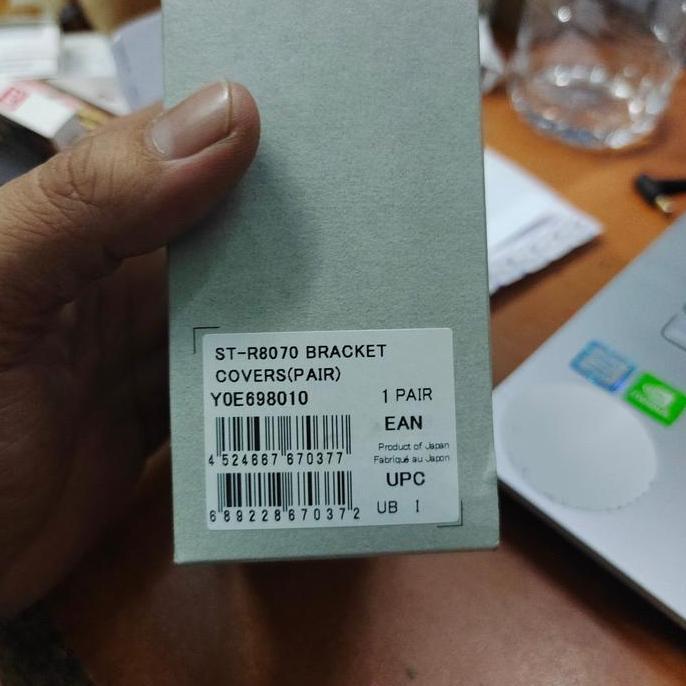 ST-R8070 BRACKET
COVERS(PAIR)
Y0E698010 1 PAIR
EAN
4 524667 670377
Product of Japan
Fabriqué au Japon
UPC
6 89228 67037 2
UB I